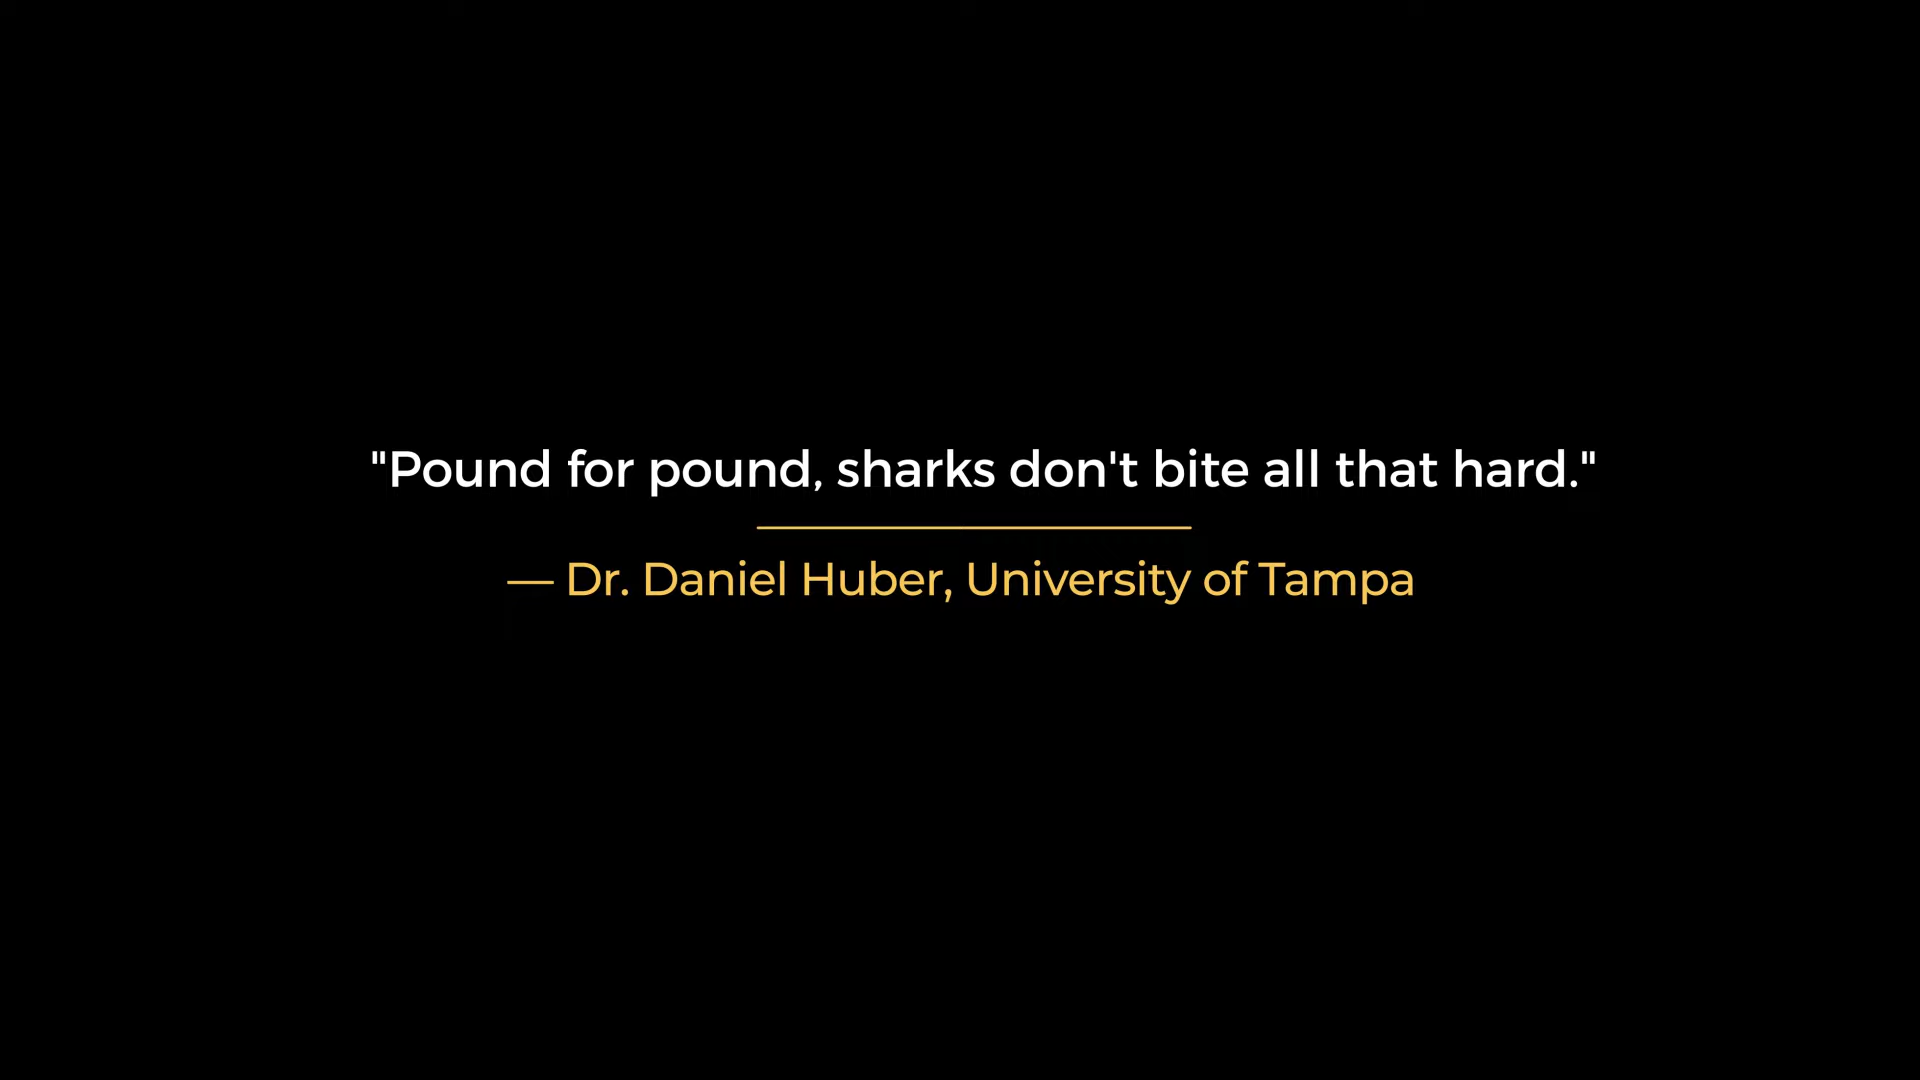 "Pound for pound, sharks don't bite all that hard."
— Dr. Daniel Huber, University of Tampa